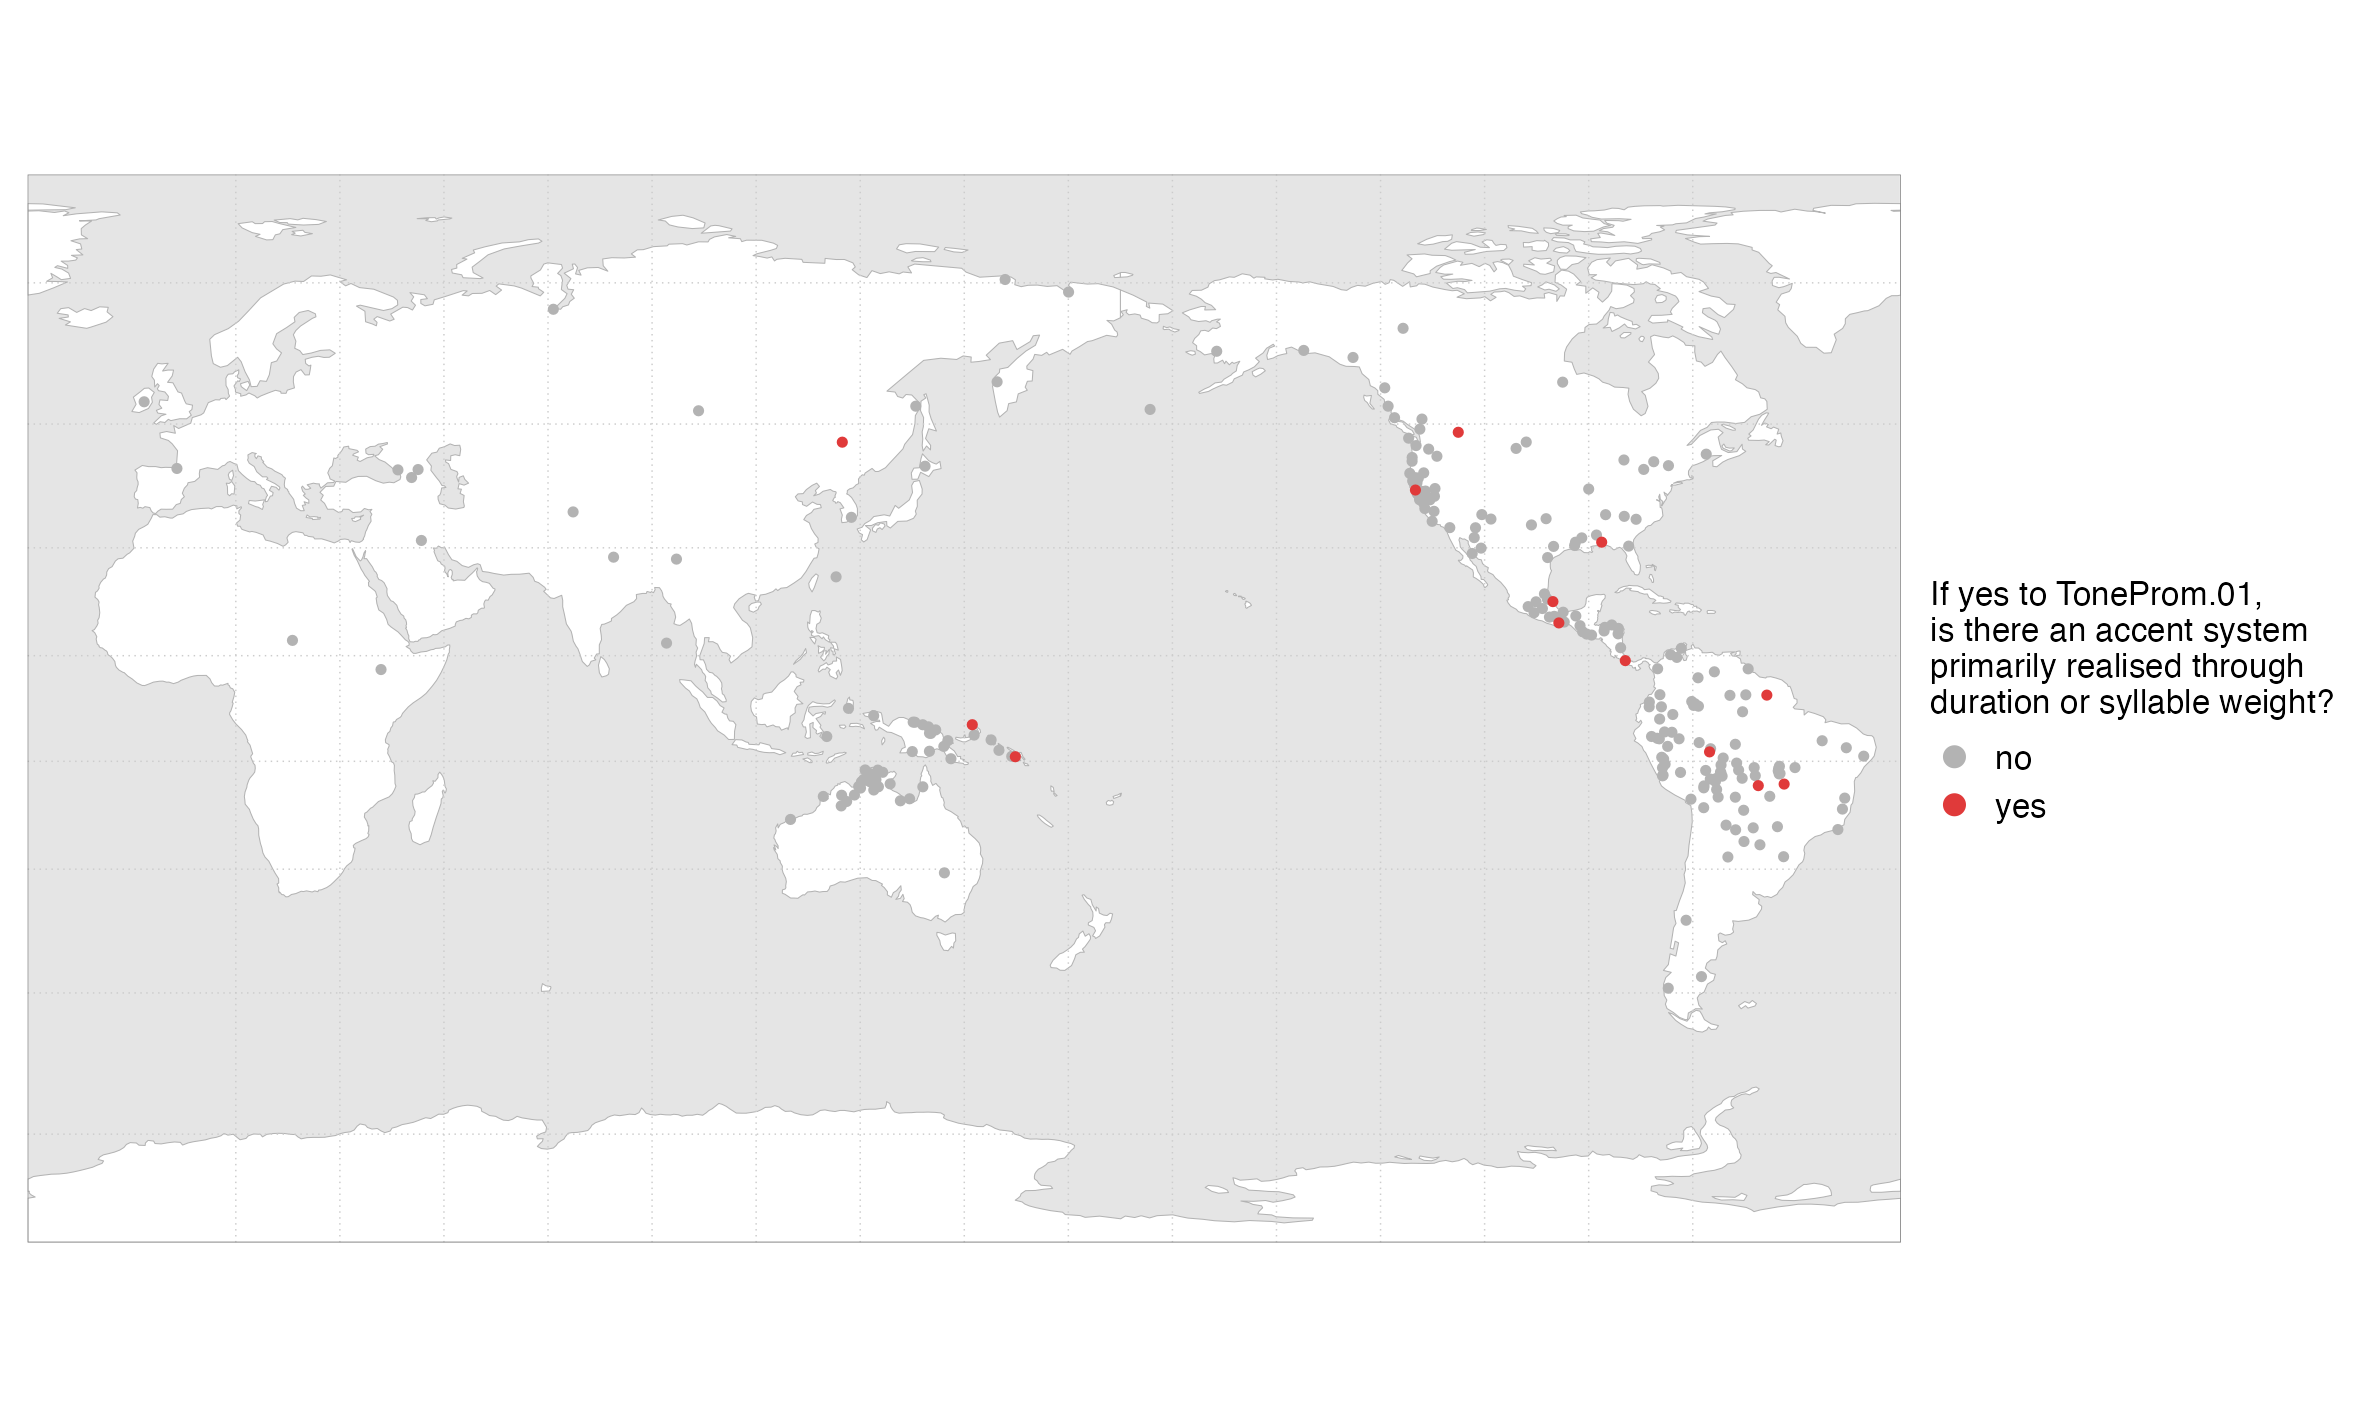 If yes to ToneProm.01,
is there an accent system
primarily realised through
duration or syllable weight?
no
yes